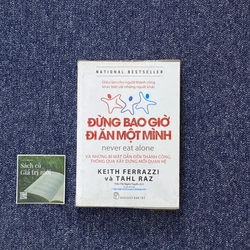 NATIONAL BESTSELLER
ĐỪNG BAO GIỜ
ĐI ĂN MỘT MÌNH
never eat alone
VÀ NHỮNG BÍ MẬT DẪN ĐẾN THÀNH CÔNG,
THÔNG QUA XÂY DỰNG MỐI QUAN HỆ
KEITH FERRAZZI
VÀ TAHL RAZ
Sách cũ
Giá trị mới